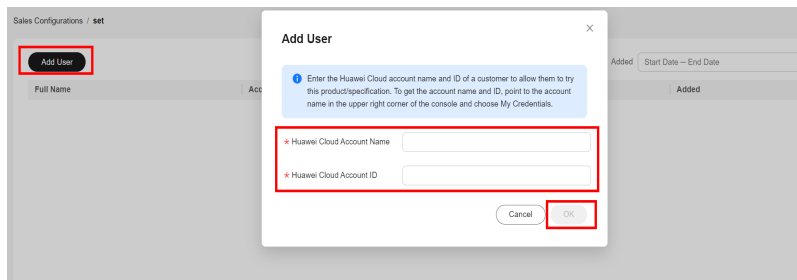 Sales Configurations / set
Add User
Added Start Date — End Date
Full Name Acc Added
Add User
Enter the Huawei Cloud account name and ID of a customer to allow them to try
this product/specification. To get the account name and ID, point to the account
name in the upper right corner of the console and choose My Credentials.
* Huawei Cloud Account Name
* Huawei Cloud Account ID
Cancel OK